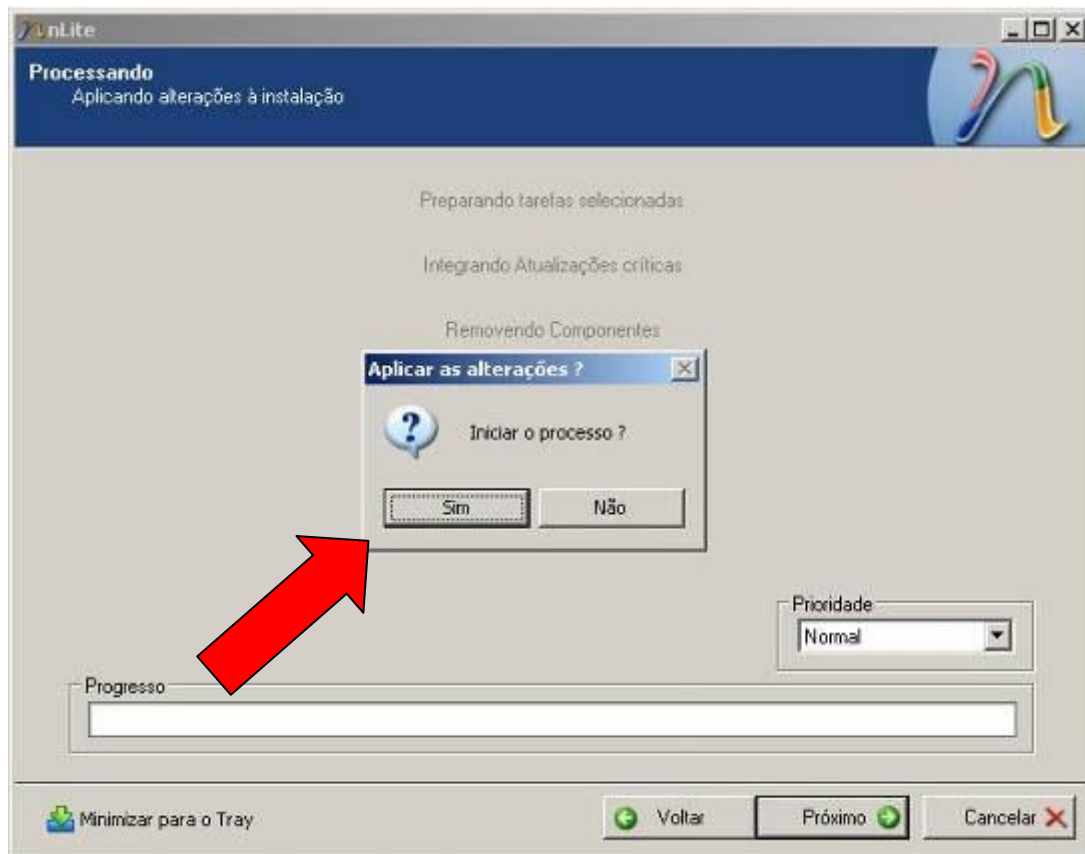 nLite
Processando
Aplicando alterações à instalação
Preparando tarefas selecionadas
Integrando Atualizações críticas
Removendo Componentes
Aplicar as alterações ?
Iniciar o processo ?
Sim Não
Prioridade
Normal
Progresso
Minimizar para o Tray Voltar Próximo Cancelar